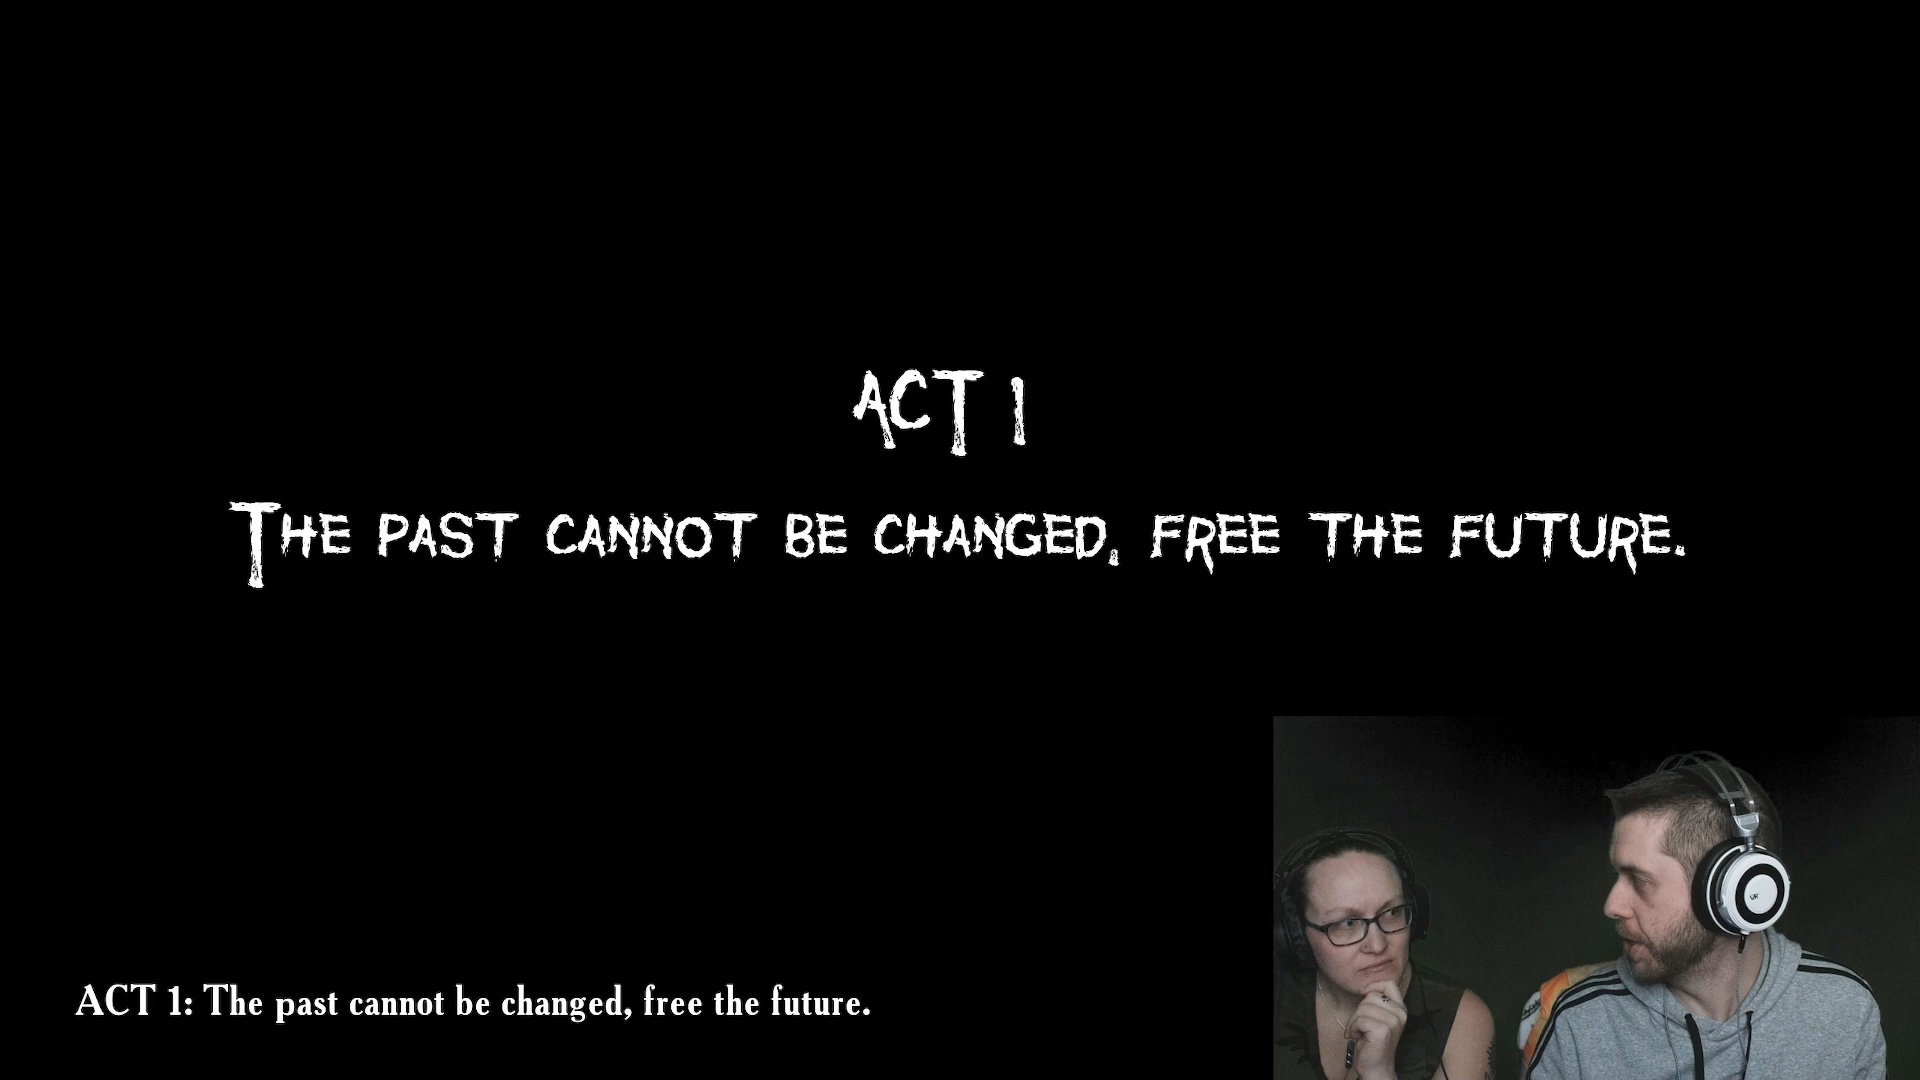 ACT 1
The past cannot be changed, free the future.
ACT 1: The past cannot be changed, free the future.